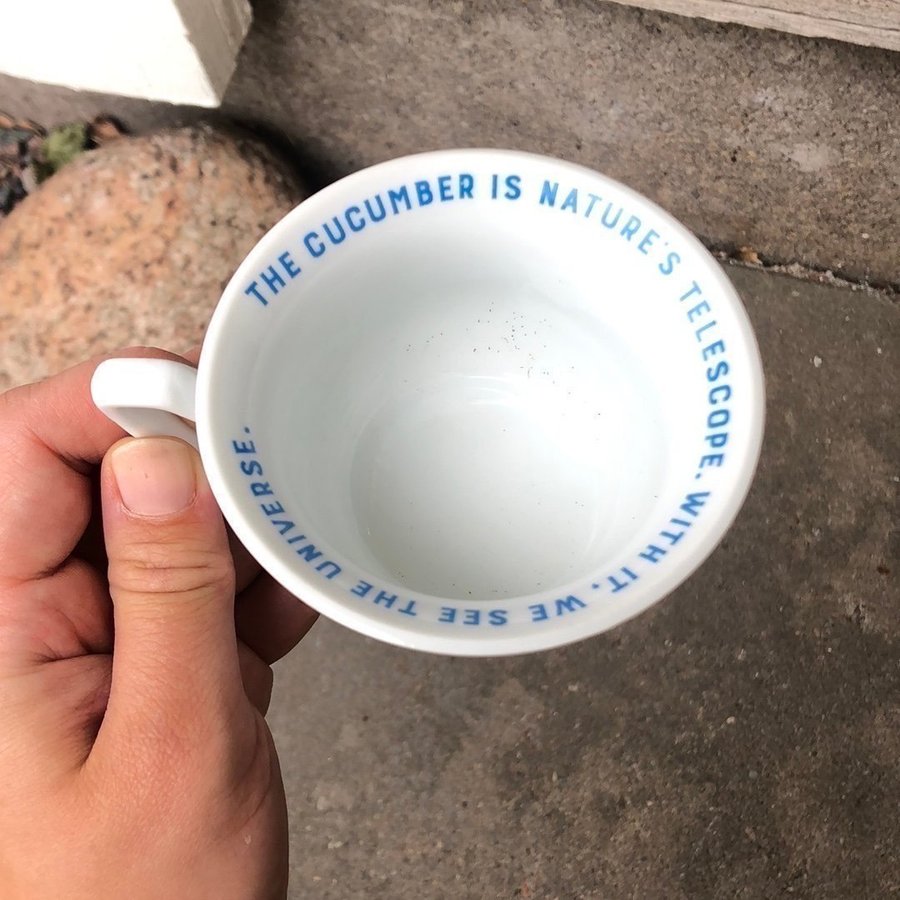 THE CUCUMBER IS NATURE'S TELESCOPE. WITH IT, WE SEE THE UNIVERSE.